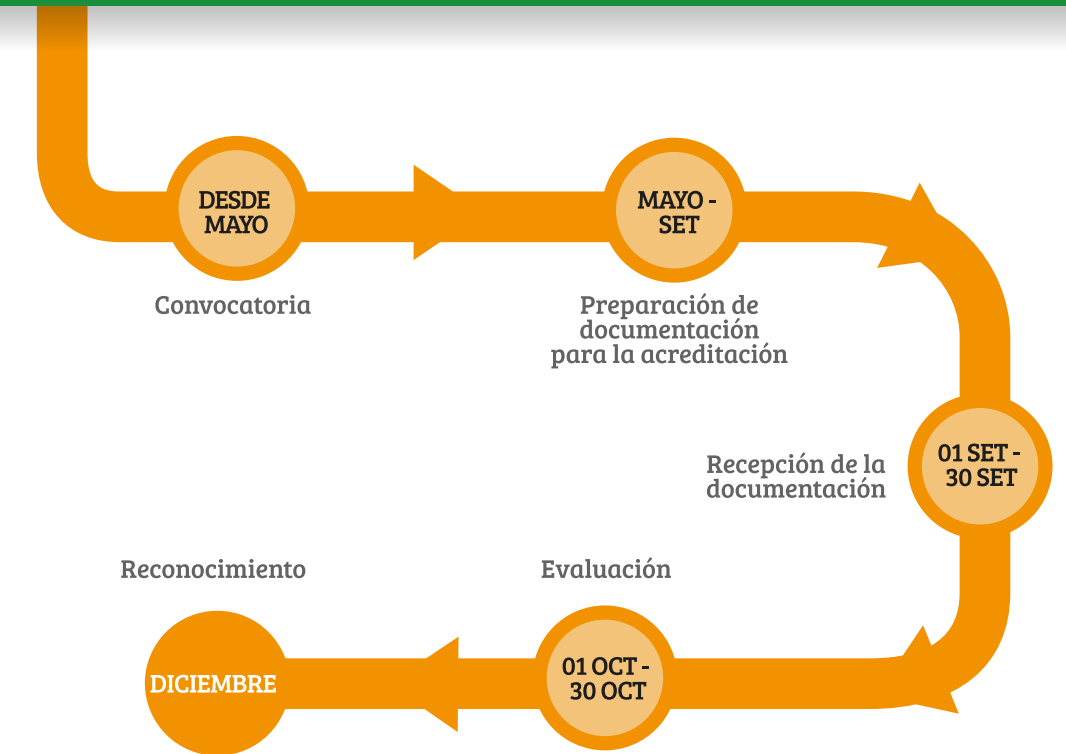 DESDE
MAYO
Convocatoria
MAYO -
SET
Preparación de
documentación
para la acreditación
01 SET -
30 SET
Recepción de la
documentación
Evaluación
01 OCT -
30 OCT
Reconocimiento
DICIEMBRE